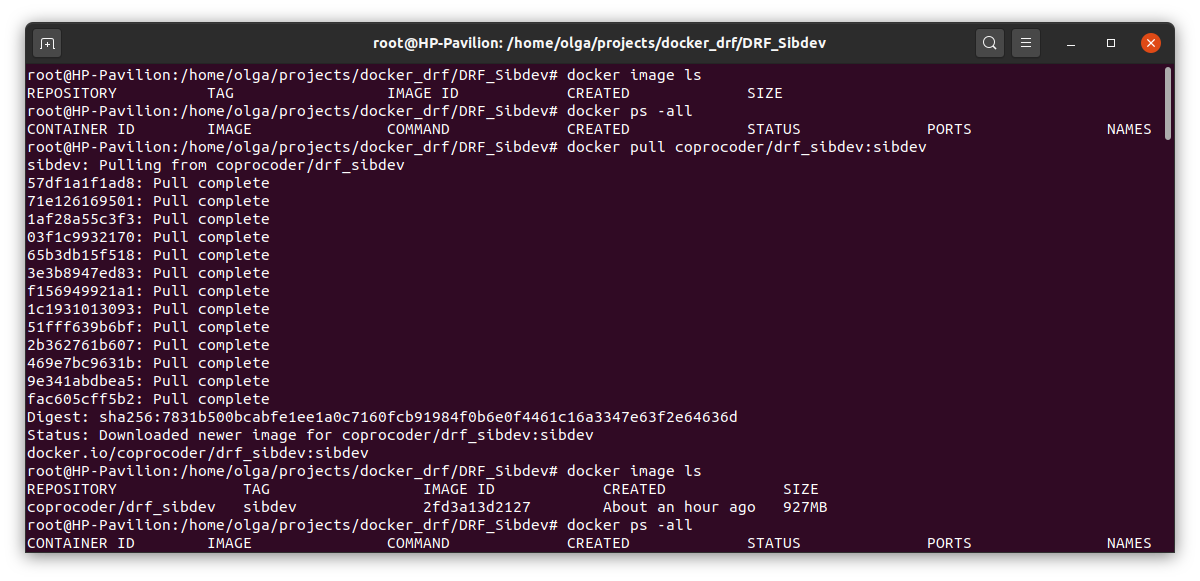 root@HP-Pavilion: /home/olga/projects/docker_drf/DRF_Sibdev
root@HP-Pavilion:/home/olga/projects/docker_drf/DRF_Sibdev# docker image ls
REPOSITORY          TAG                 IMAGE ID            CREATED             SIZE
root@HP-Pavilion:/home/olga/projects/docker_drf/DRF_Sibdev# docker ps -all
CONTAINER ID        IMAGE               COMMAND             CREATED             STATUS              PORTS               NAMES
root@HP-Pavilion:/home/olga/projects/docker_drf/DRF_Sibdev# docker pull coprocoder/drf_sibdev:sibdev
sibdev: Pulling from coprocoder/drf_sibdev
57df1a1f1ad8: Pull complete
71e126169501: Pull complete
1af28a55c3f3: Pull complete
03f1c9932170: Pull complete
65b3db15f518: Pull complete
3e3b8947ed83: Pull complete
f156949921a1: Pull complete
1c1931013093: Pull complete
51fff639b6bf: Pull complete
2b362761b607: Pull complete
469e7bc9631b: Pull complete
9e341abdbea5: Pull complete
fac605cff5b2: Pull complete
Digest: sha256:7831b500bcabfe1ee1a0c7160fcb91984f0b6e0f4461c16a3347e63f2e64636d
Status: Downloaded newer image for coprocoder/drf_sibdev:sibdev
docker.io/coprocoder/drf_sibdev:sibdev
root@HP-Pavilion:/home/olga/projects/docker_drf/DRF_Sibdev# docker image ls
REPOSITORY              TAG                 IMAGE ID            CREATED             SIZE
coprocoder/drf_sibdev   sibdev              2fd3a13d2127        About an hour ago   927MB
root@HP-Pavilion:/home/olga/projects/docker_drf/DRF_Sibdev# docker ps -all
CONTAINER ID        IMAGE               COMMAND             CREATED             STATUS              PORTS               NAMES